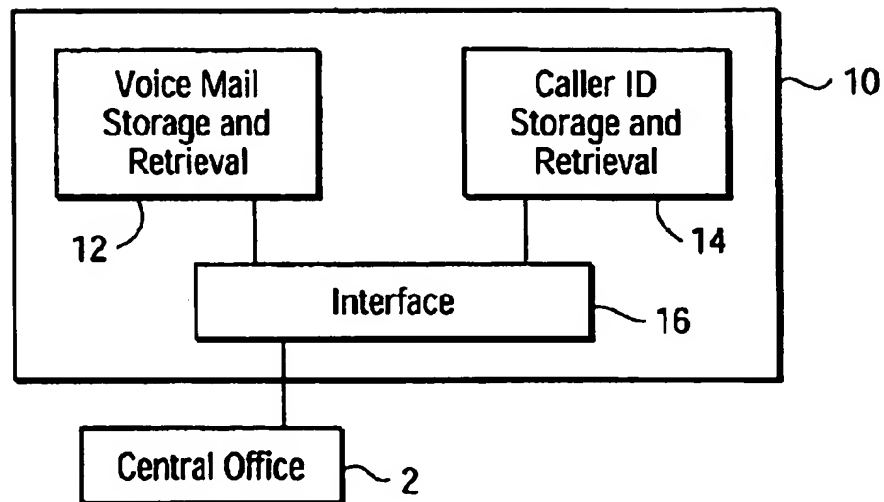 Voice Mail
Storage and
Retrieval
12
Caller ID
Storage and
Retrieval
14
10
Interface
16
Central Office
2